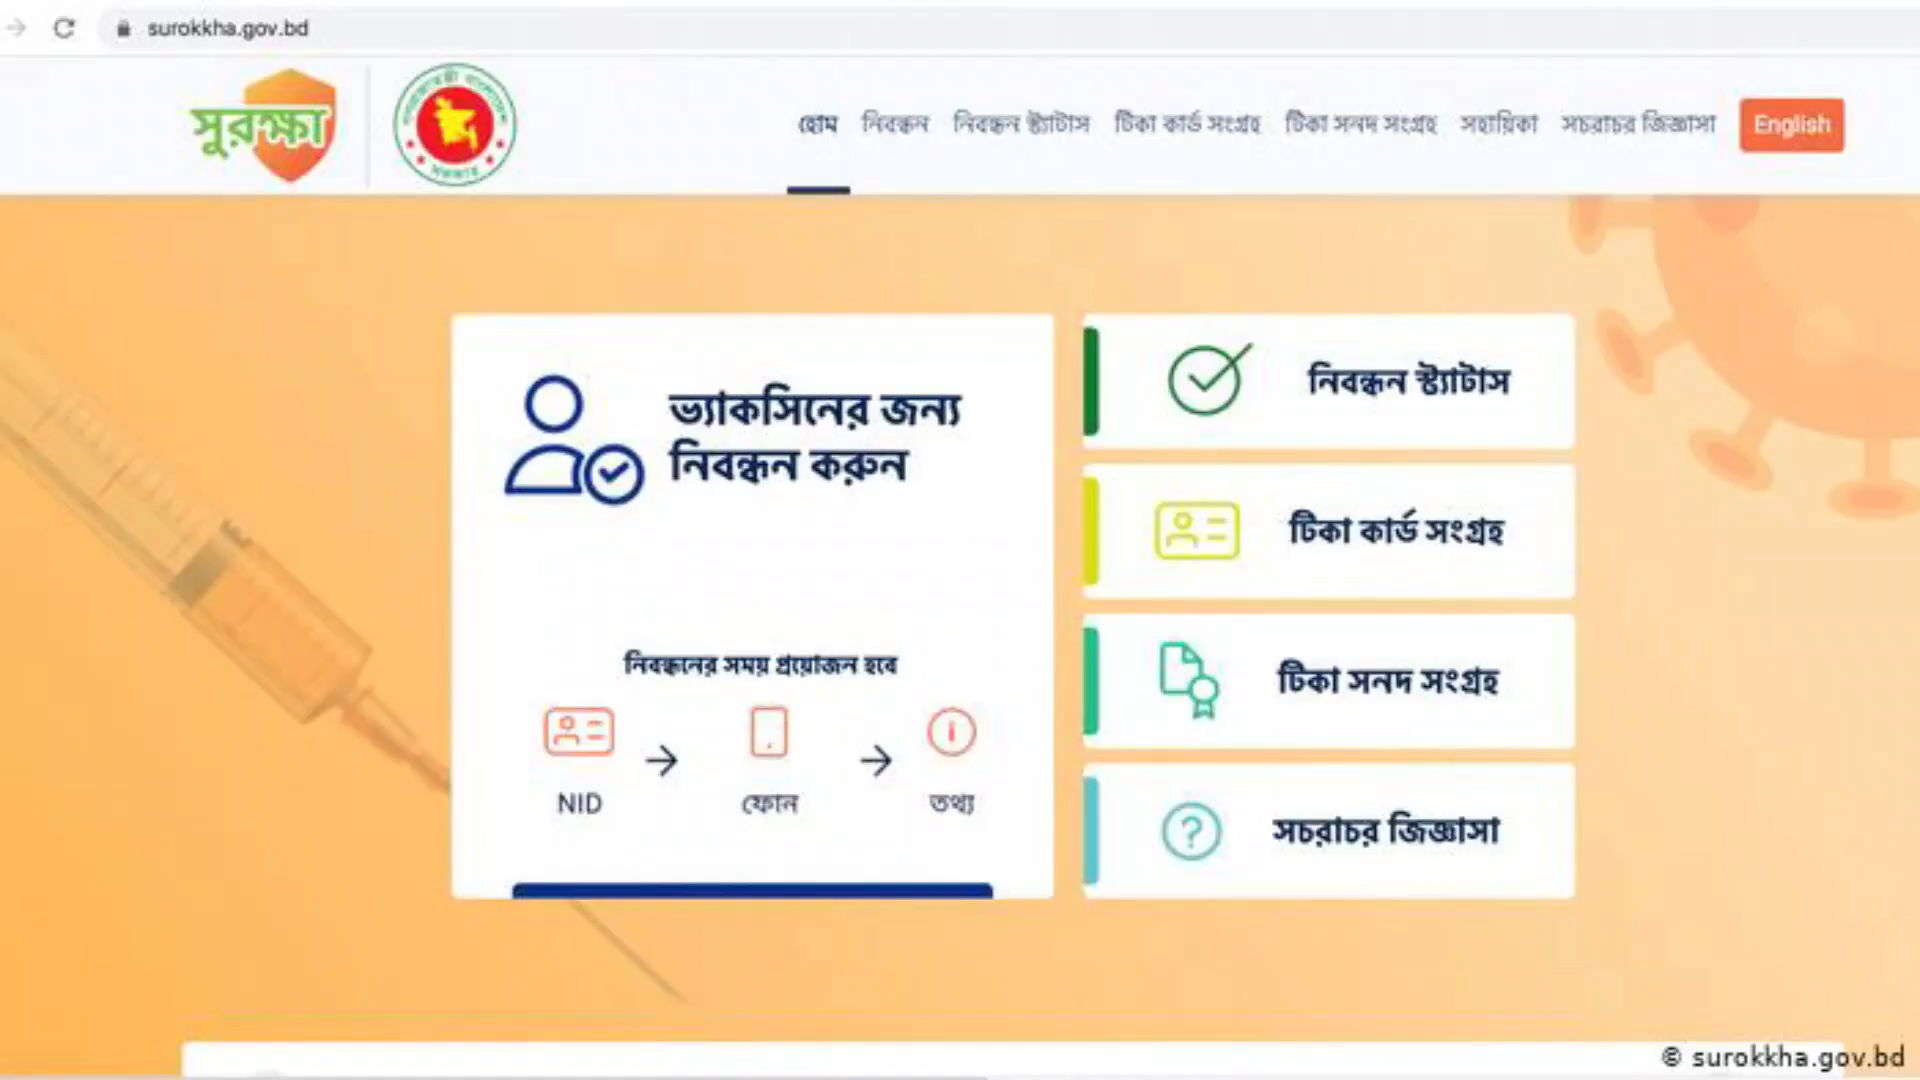 surokkha.gov.bd
সুরক্ষা
হোম নিবন্ধন নিবন্ধন স্ট্যাটাস টিকা কার্ড সংগ্রহ টিকা সনদ সংগ্রহ সহায়িকা সচরাচর জিজ্ঞাসা English
ভ্যাকসিনের জন্য
নিবন্ধন করুন
নিবন্ধনের সময় প্রয়োজন হবে
NID ফোন তথ্য
নিবন্ধন স্ট্যাটাস
টিকা কার্ড সংগ্রহ
টিকা সনদ সংগ্রহ
সচরাচর জিজ্ঞাসা
© surokkha.gov.bd